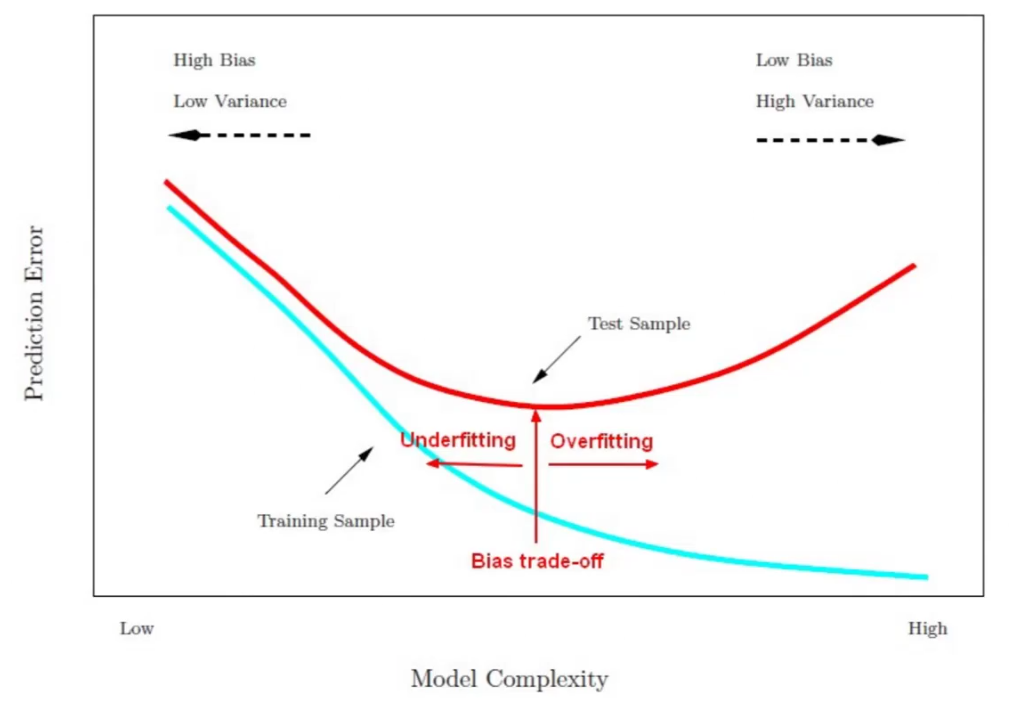 High Bias
Low Bias
Low Variance
High Variance
Prediction Error
Test Sample
Underfitting
Overfitting
Training Sample
Bias trade-off
Low
High
Model Complexity